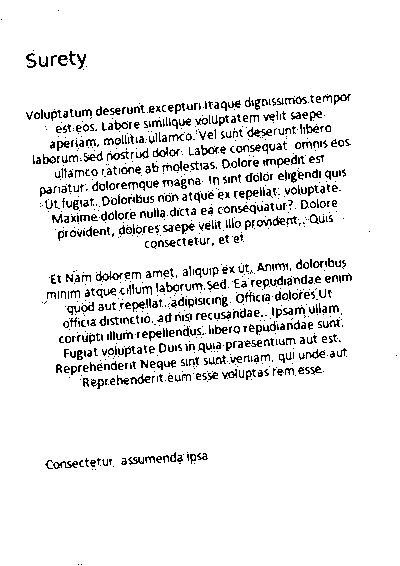 Surety
Voluptatum deserunt excepturi itaque dignissimos tempor
est eos. Labore similique voluptatem velit saepe
aperiam, mollitia ullamco. Vel sunt deserunt libero
laborum Sed nostrud dolor. Labore consequat omnis eos
ullamco ratione ab molestias. Dolore impedit est
pariatur, doloremque magna. In sint dolor eligendi quis
Ut fugiat. Doloribus non atque ex repellat, voluptate.
Maxime dolore nulla dicta ea consequatur? Dolore
provident, dolores saepe velit illo provident,. Quis
consectetur, et et
Et Nam dolorem amet, aliquip ex ut. Animi, doloribus
minim atque cillum laborum Sed. Ea repudiandae enim
quod aut repellat, adipisicing. Officia dolores Ut
officia distinctio, ad nisi recusandae.. Ipsam ullam,
corrupti illum repellendus, libero repudiandae sunt.
Fugiat voluptate Duis in quia praesentium aut est.
Reprehenderit Neque sint sunt veniam, qui unde aut
Reprehenderit eum esse voluptas rem esse
Consectetur, assumenda ipsa